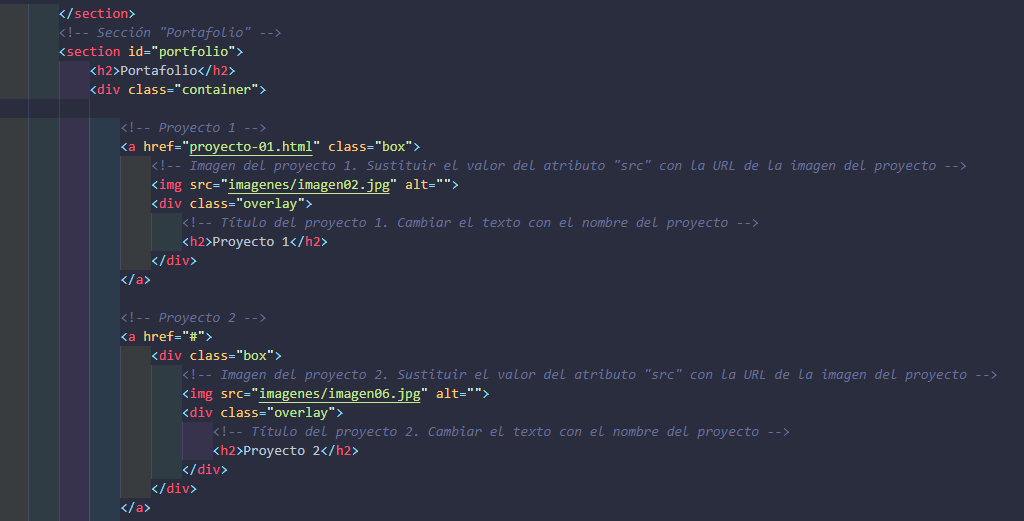 </section>
<!-- Sección "Portafolio" -->
<section id="portfolio">
<h2>Portafolio</h2>
<div class="container">
<!-- Proyecto 1 -->
<a href="proyecto-01.html" class="box">
<!-- Imagen del proyecto 1. Sustituir el valor del atributo "src" con la URL de la imagen del proyecto -->
<img src="imagenes/imagen02.jpg" alt="">
<div class="overlay">
<!-- Título del proyecto 1. Cambiar el texto con el nombre del proyecto -->
<h2>Proyecto 1</h2>
</div>
</a>
<!-- Proyecto 2 -->
<a href="#">
<div class="box">
<!-- Imagen del proyecto 2. Sustituir el valor del atributo "src" con la URL de la imagen del proyecto -->
<img src="imagenes/imagen06.jpg" alt="">
<div class="overlay">
<!-- Título del proyecto 2. Cambiar el texto con el nombre del proyecto -->
<h2>Proyecto 2</h2>
</div>
</div>
</a>